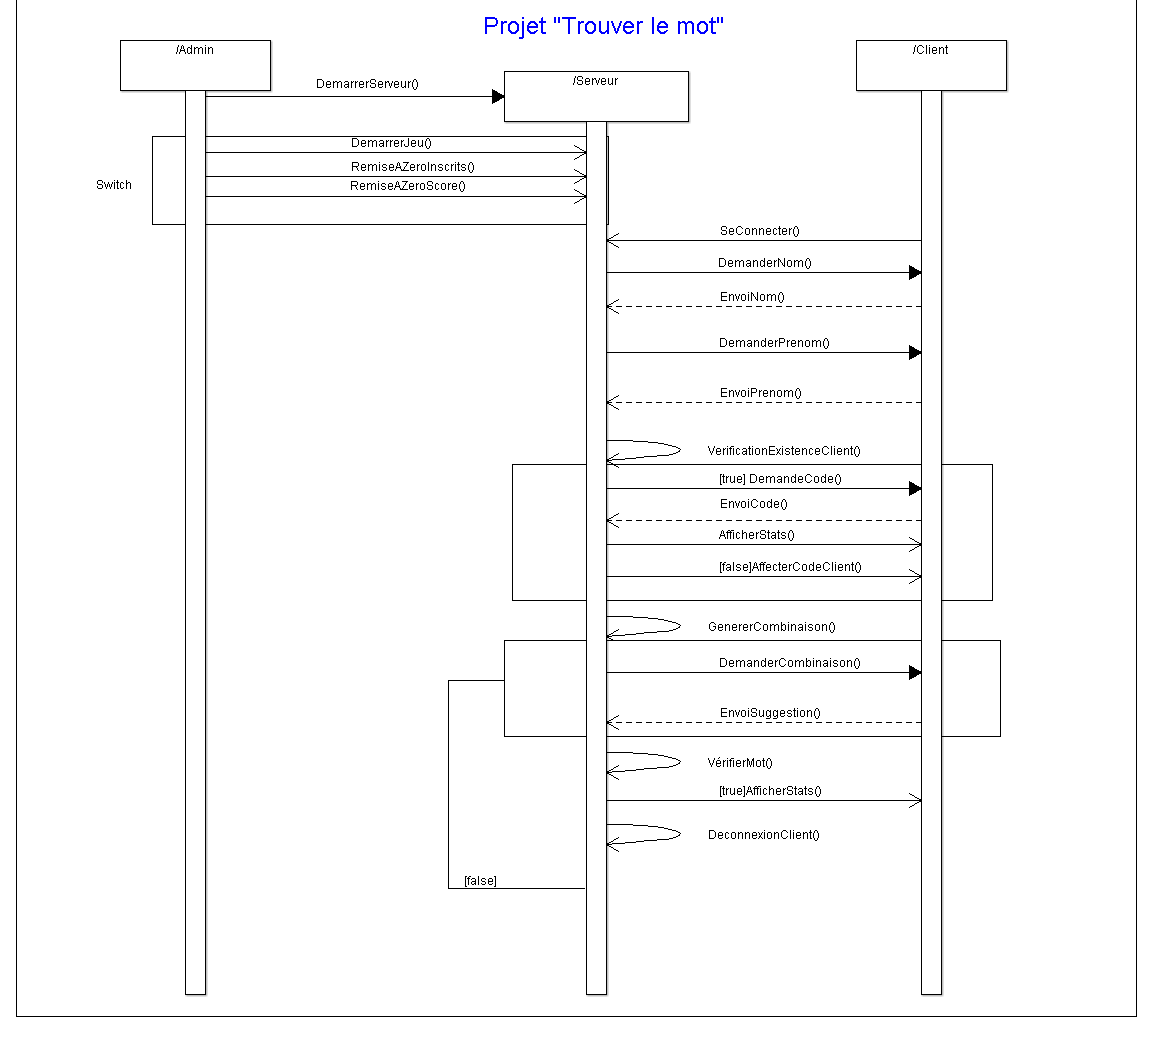 Projet "Trouver le mot"
/Admin
/Client
/Serveur
DemarrerServeur()
DemarrerJeu()
RemiseAZeroInscrits()
Switch
RemiseAZeroScore()
SeConnecter()
DemanderNom()
EnvoiNom()
DemanderPrenom()
EnvoiPrenom()
VerificationExistenceClient()
[true] DemandeCode()
EnvoiCode()
AfficherStats()
[false]AffecterCodeClient()
GenererCombinaison()
DemanderCombinaison()
EnvoiSuggestion()
VérifierMot()
[true]AfficherStats()
DeconnexionClient()
[false]